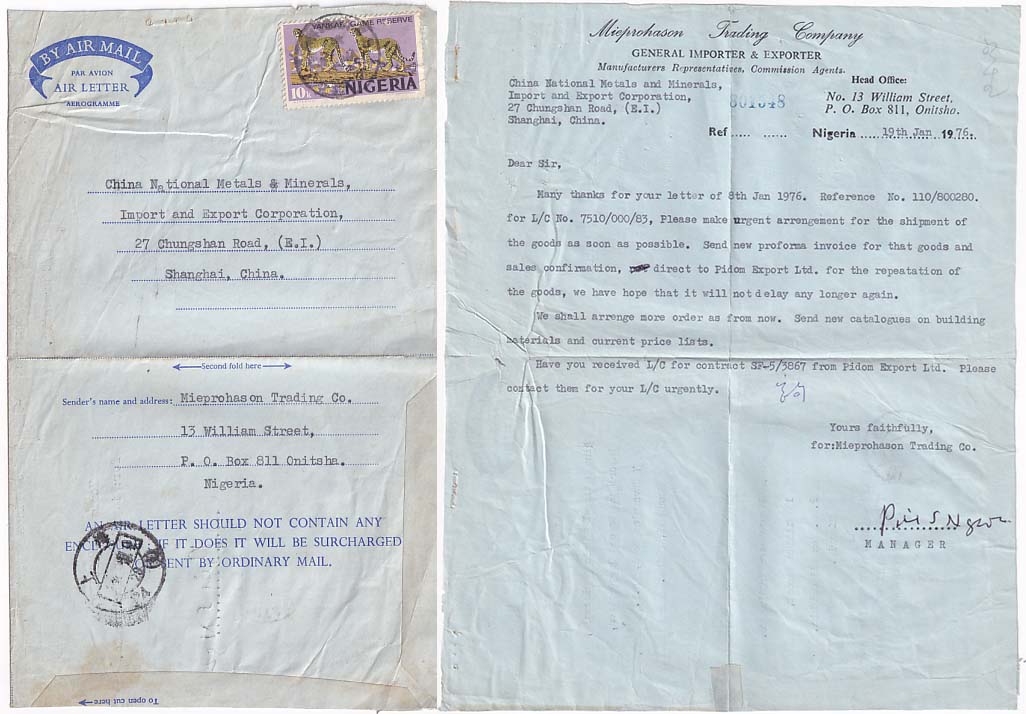 BY AIR MAIL
PAR AVION
AIR LETTER
AEROGRAMME
YANKARI GAME RESERVE
10k
NIGERIA
China National Metals & Minerals,
Import and Export Corporation,
27 Chungshan Road, (E.I.)
Shanghai, China.
Second fold here
Sender's name and address: Mieprohason Trading Co.
13 William Street,
P. O. Box 811 Onitsha.
Nigeria.
AN AIR LETTER SHOULD NOT CONTAIN ANY
IF IT DOES IT WILL BE SURCHARGED
BY ORDINARY MAIL.
To open cut here
Mieprohason Trading Company
GENERAL IMPORTER & EXPORTER
Manufacturers Representatives, Commission Agents.
Head Office:
No. 13 William Street,
P. O. Box 811, Onitsha.
China National Metals and Minerals,
Import and Export Corporation,
27 Chungshan Road, (E.I.)
Shanghai, China.
Ref ..... ...... Nigeria .....19th Jan 1976.
Dear Sir,
Many thanks for your letter of 8th Jan 1976. Reference No. 110/800280.
for L/C No. 7510/000/83, Please make urgent arrangement for the shipment
of the goods as soon as possible. Send new proforma invoice for that goods and
sales confirmation, direct to Pidom Export Ltd. for the repeatation of
the goods, we have hope that it will not delay any longer again.
We shall arrenge more order as from now. Send new catalogues on building
materials and current price lists.
Have you received L/C for contract SF-5/3867 from Pidom Export Ltd. Please
contact them for your L/C urgently.
Yours faithfully,
for:Mieprohason Trading Co.
MANAGER